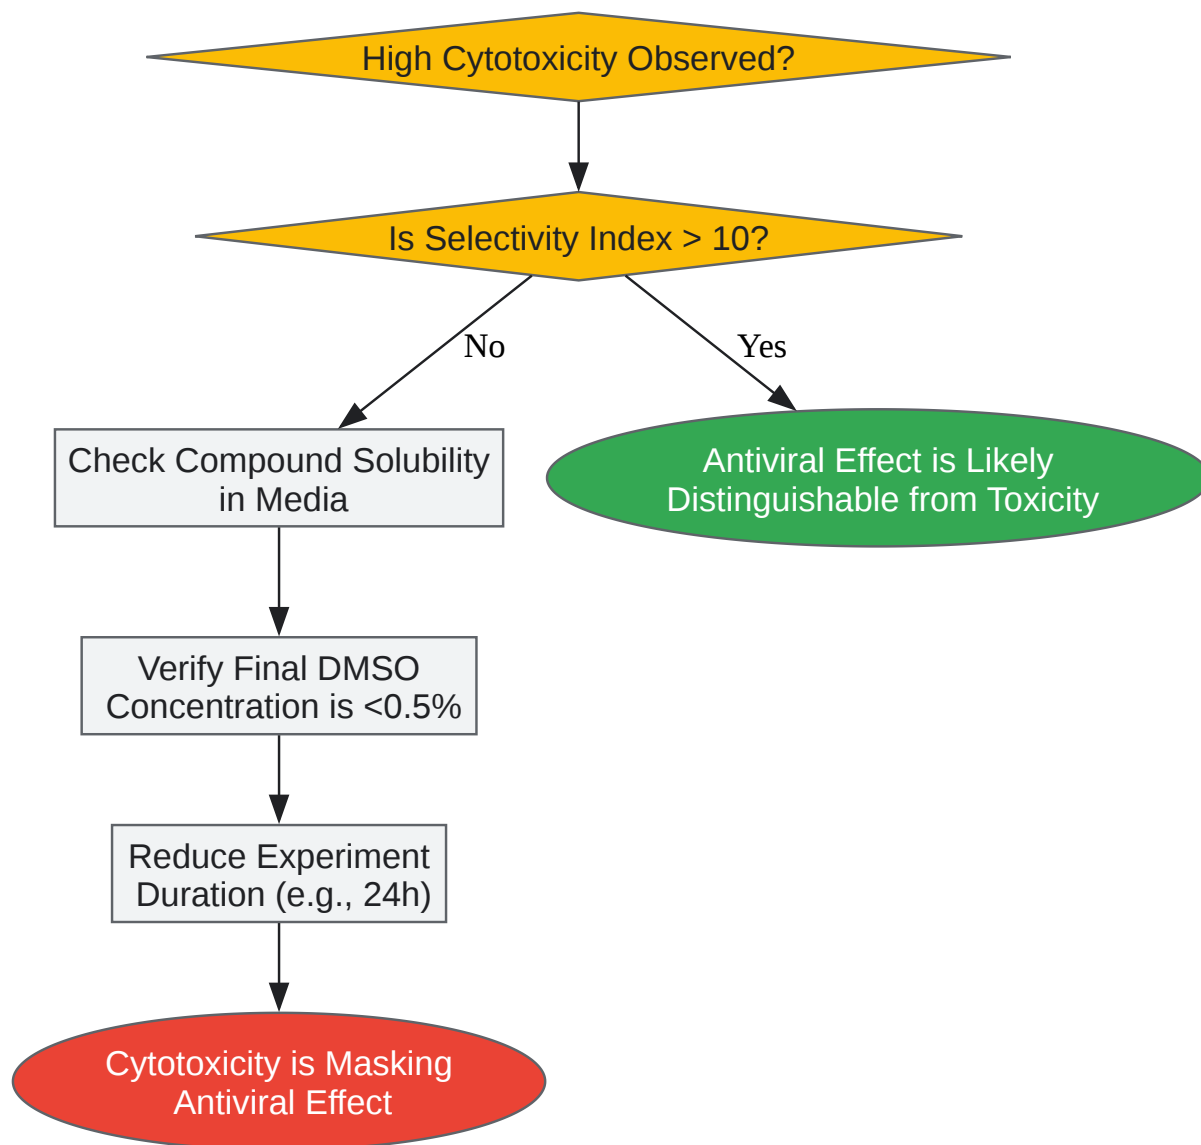 High Cytotoxicity Observed?
Is Selectivity Index > 10?
No
Yes
Check Compound Solubility
in Media
Antiviral Effect is Likely
Distinguishable from Toxicity
Verify Final DMSO
Concentration is <0.5%
Reduce Experiment
Duration (e.g., 24h)
Cytotoxicity is Masking
Antiviral Effect